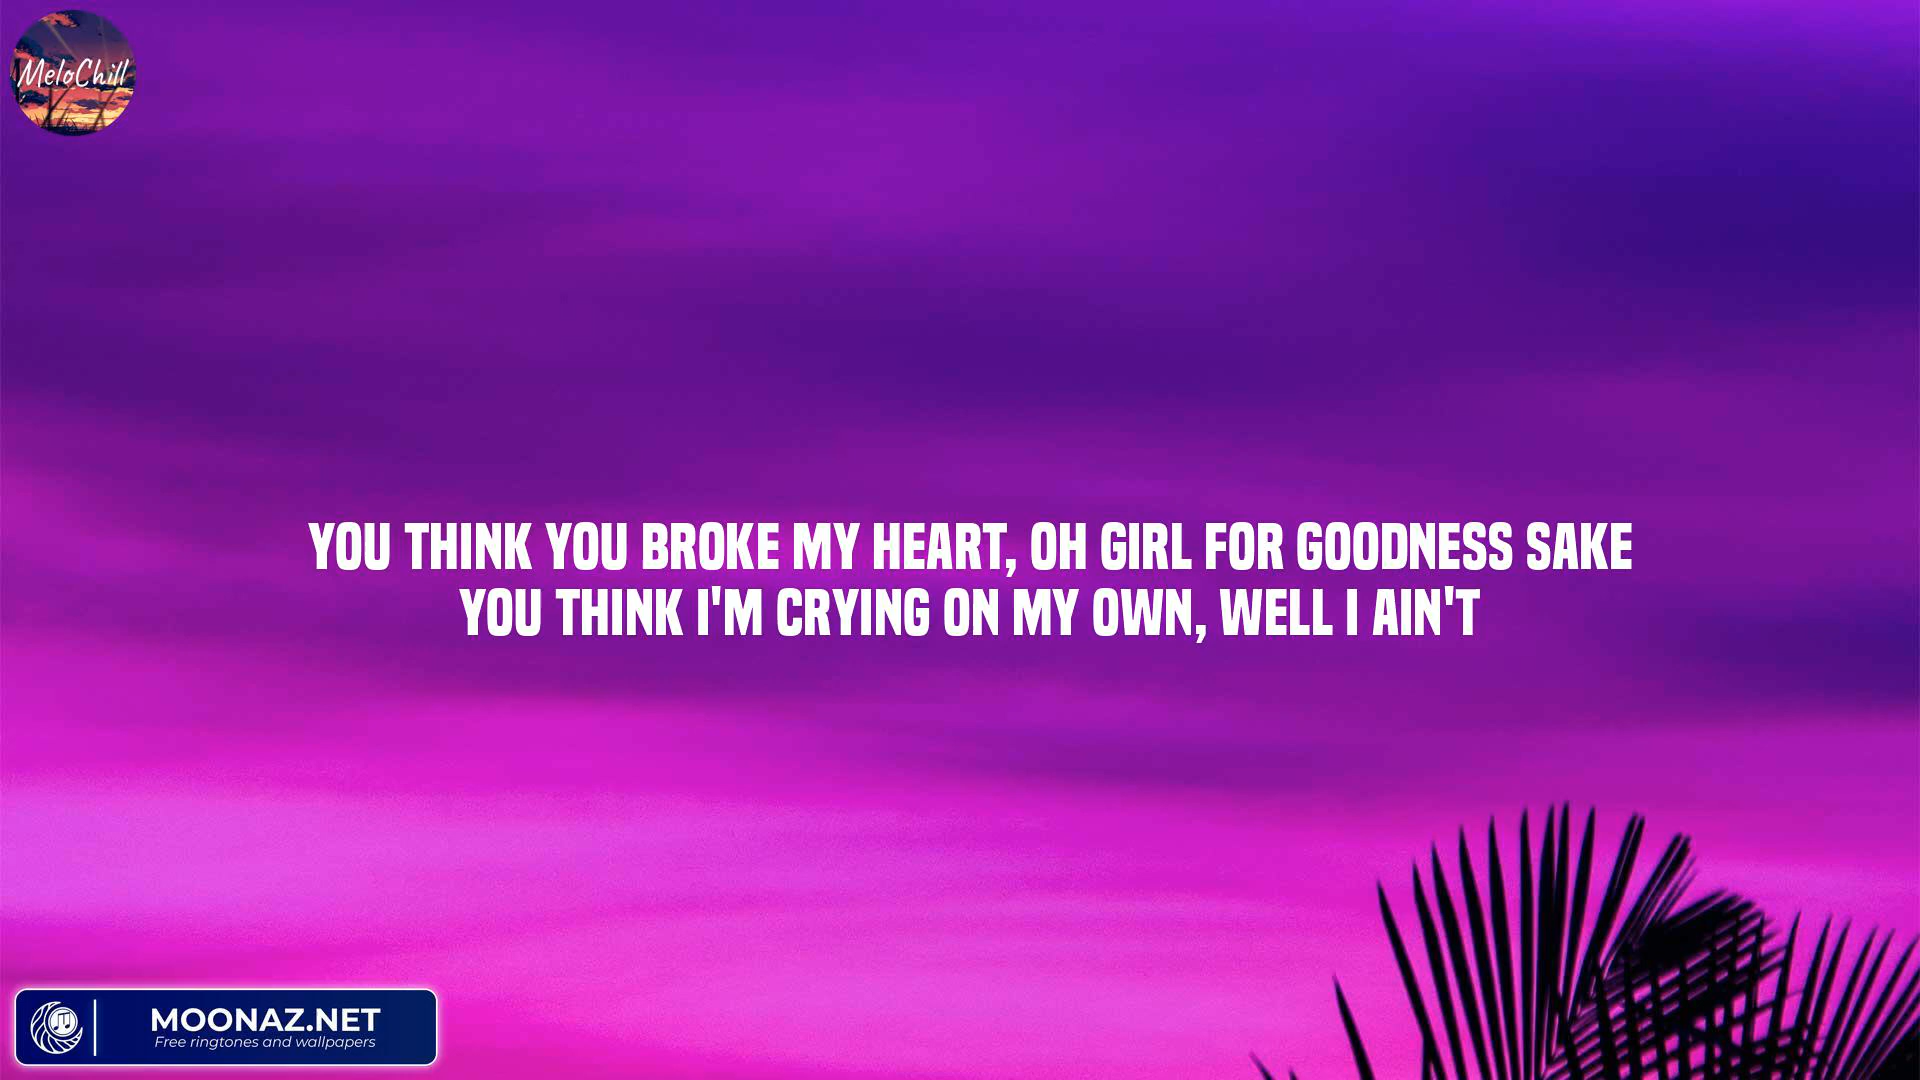 MeloChill
YOU THINK YOU BROKE MY HEART, OH GIRL FOR GOODNESS SAKE
YOU THINK I'M CRYING ON MY OWN, WELL I AIN'T
MOONAZ.NET
Free ringtones and wallpapers